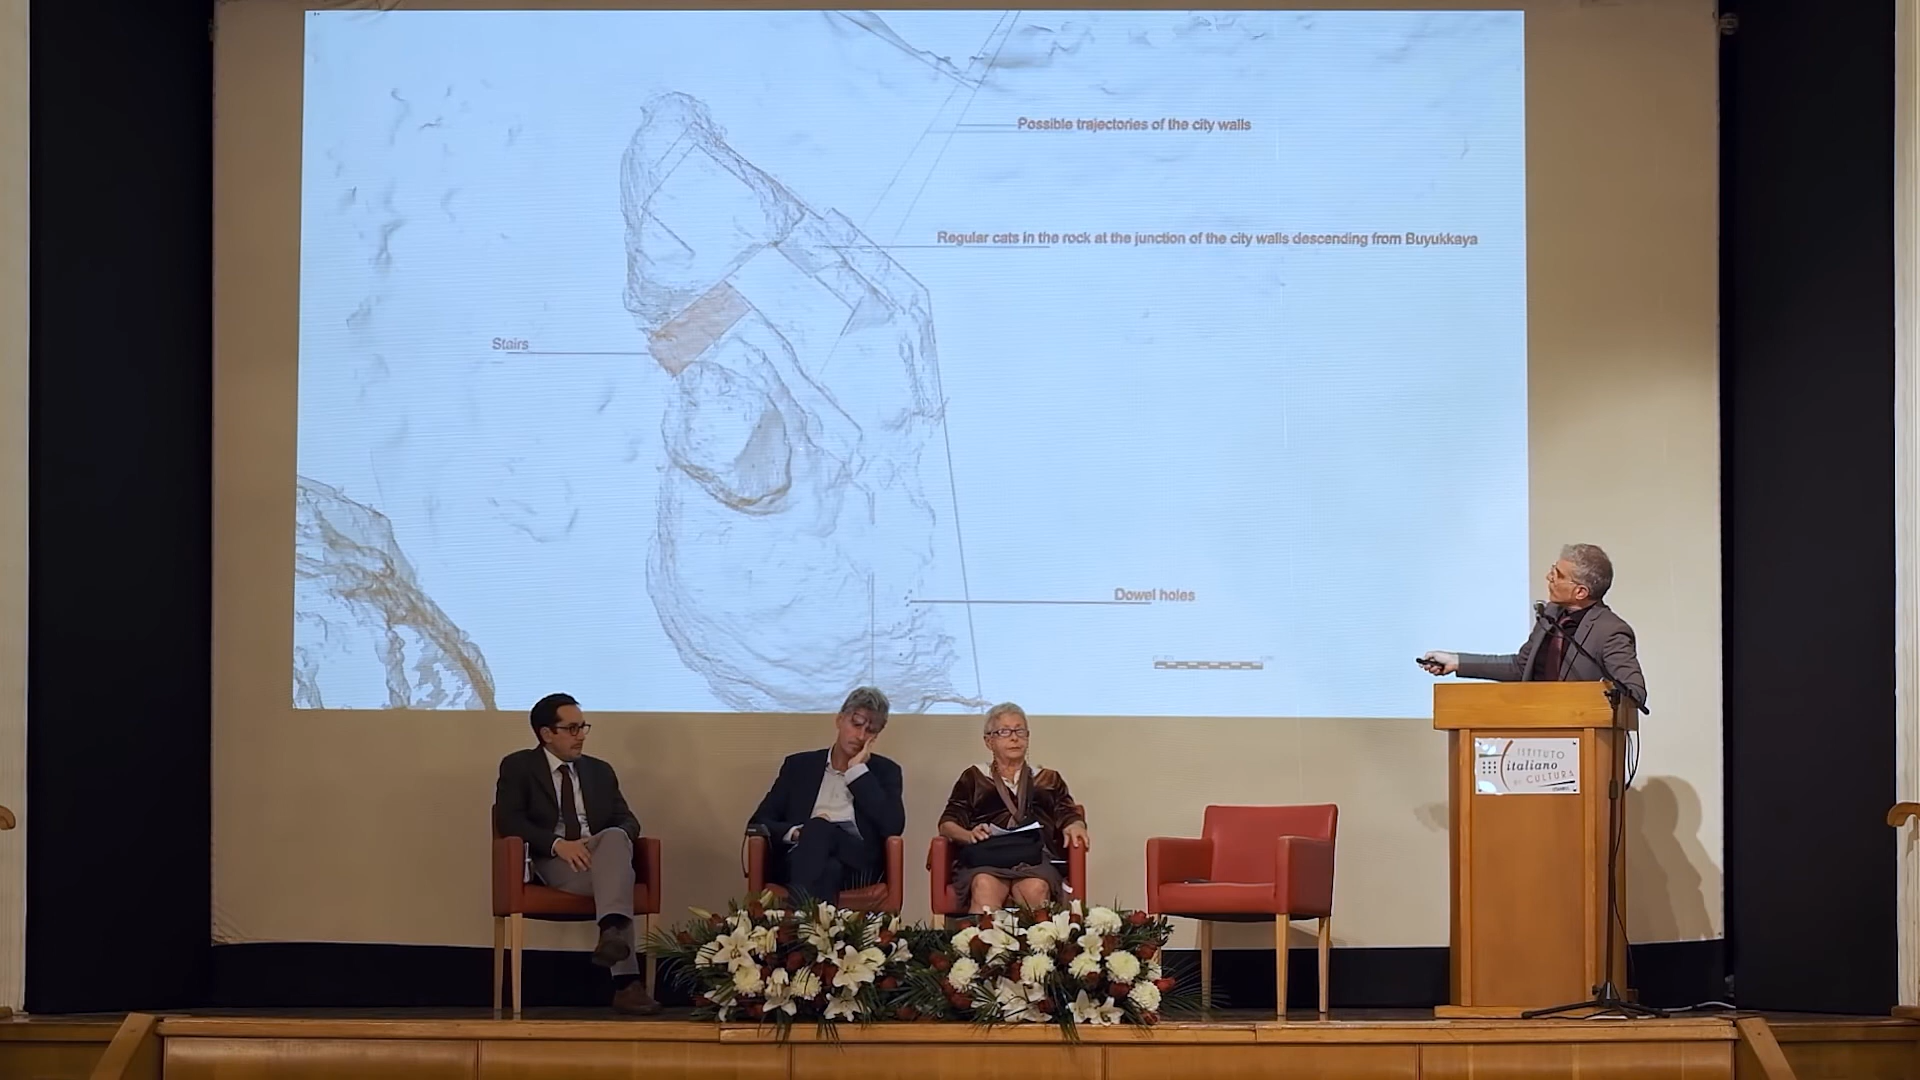 Possible trajectories of the city walls
Regular cats in the rock at the junction of the city walls descending from Buyukkaya
Stairs
Dowel holes
ISTITUTO
italiano
DI CULTURA